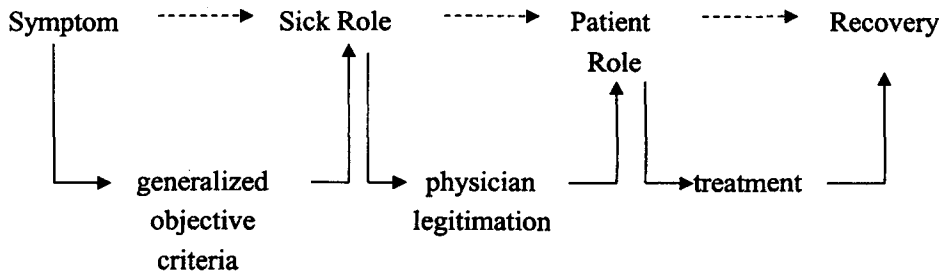 Symptom Sick Role Patient Recovery
Role
generalized physician treatment
objective legitimation
criteria